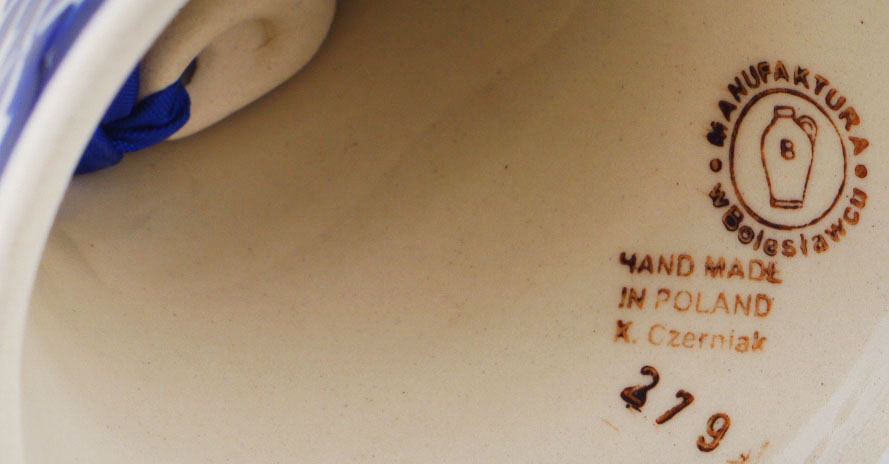 MANUFAKTURA
w Bolesławcu
B
HAND MADE
IN POLAND
K. Czerniak
279